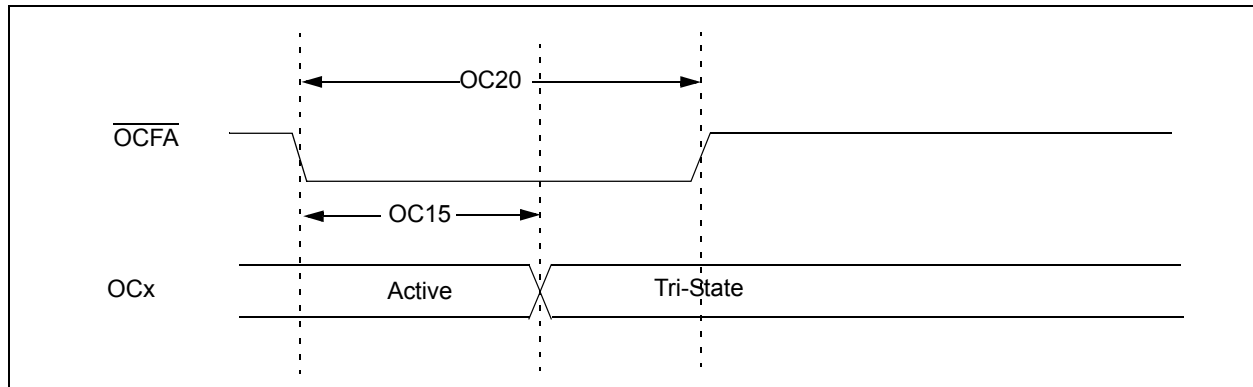 OC20
OCFA
OC15
OCx
Active
Tri-State